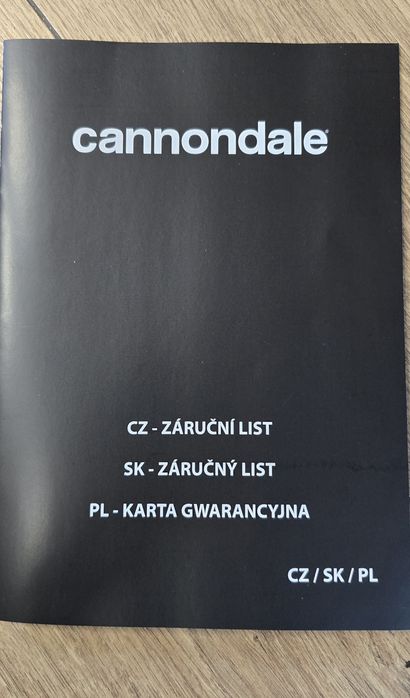 cannondale
CZ - ZÁRUČNÍ LIST
SK - ZÁRUČNÝ LIST
PL - KARTA GWARANCYJNA
CZ / SK / PL